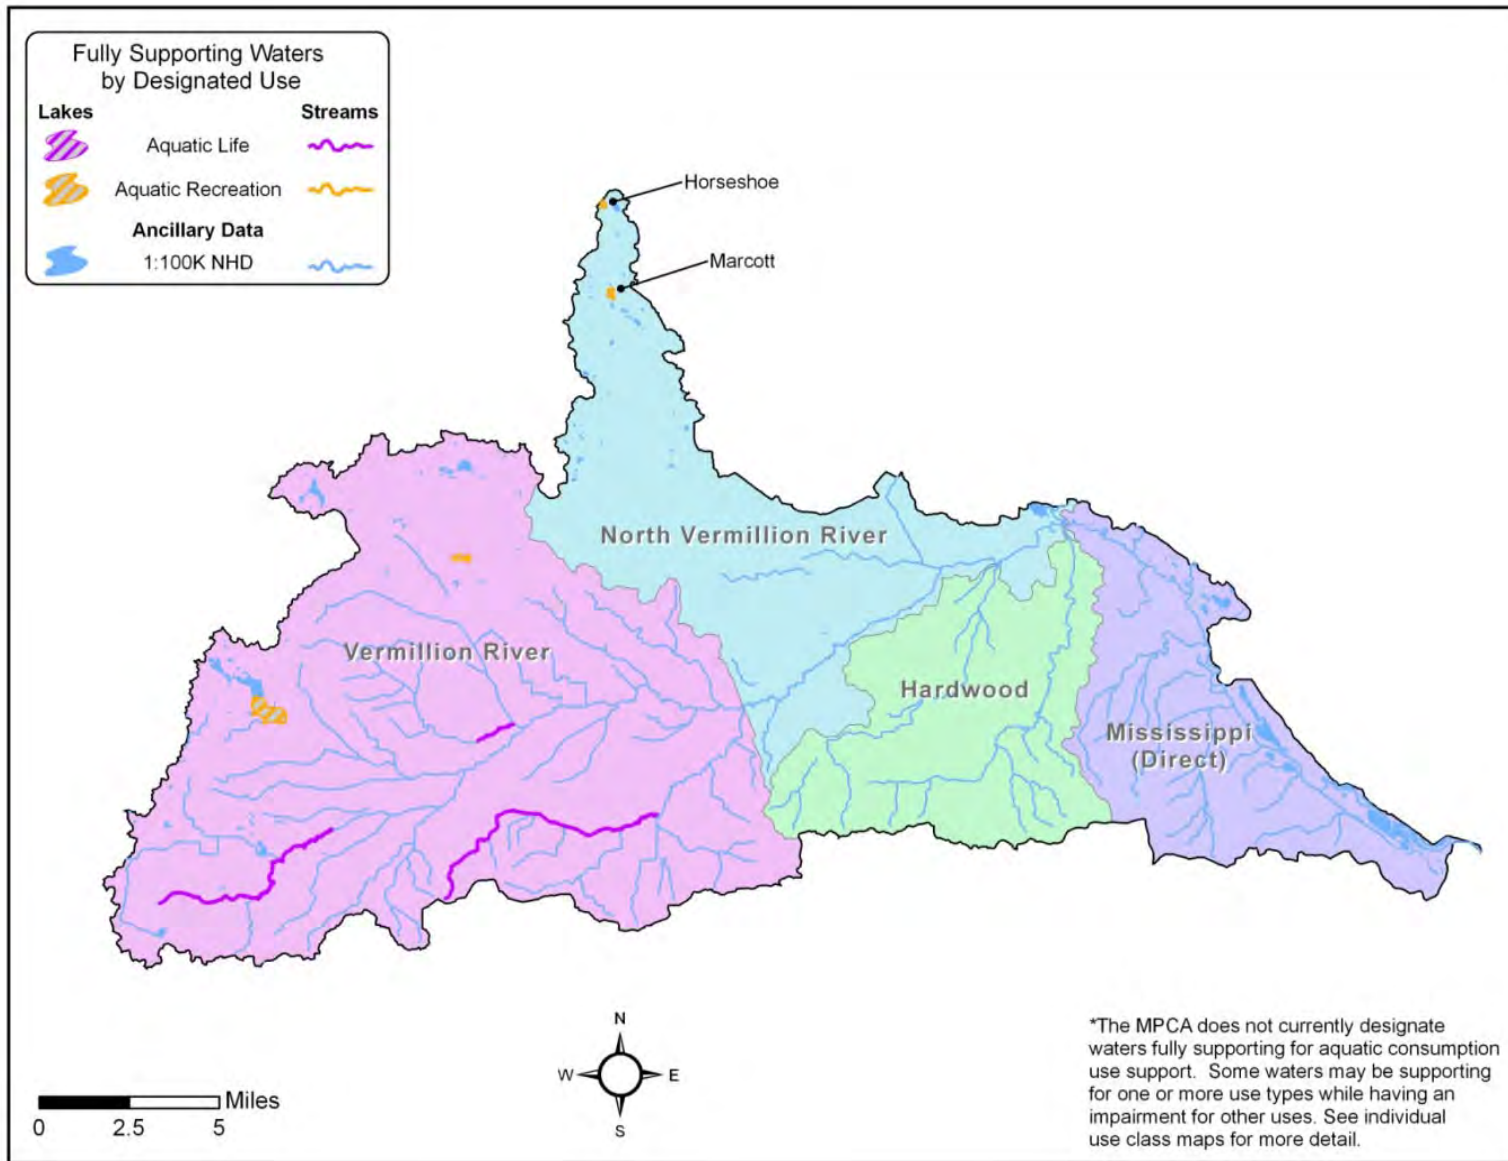 Fully Supporting Waters
by Designated Use
Lakes Streams
Aquatic Life
Aquatic Recreation
Ancillary Data
1:100K NHD
Horseshoe
Marcott
North Vermillion River
Vermillion River
Hardwood
Mississippi
(Direct)
N
W E
S
Miles
0 2.5 5
*The MPCA does not currently designate
waters fully supporting for aquatic consumption
use support. Some waters may be supporting
for one or more use types while having an
impairment for other uses. See individual
use class maps for more detail.